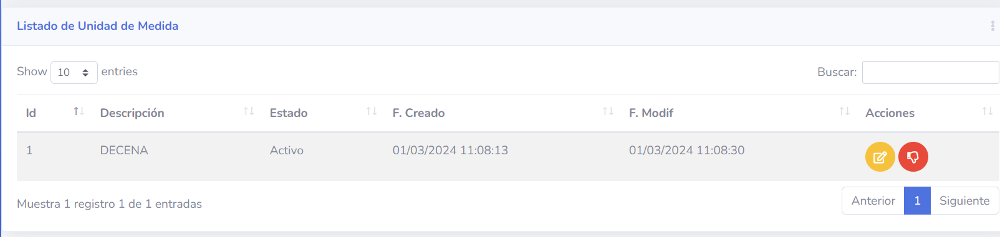 Listado de Unidad de Medida
Show 10 entries
Buscar:
Id Descripción Estado F. Creado F. Modif Acciones
1 DECENA Activo 01/03/2024 11:08:13 01/03/2024 11:08:30
Muestra 1 registro 1 de 1 entradas
Anterior 1 Siguiente